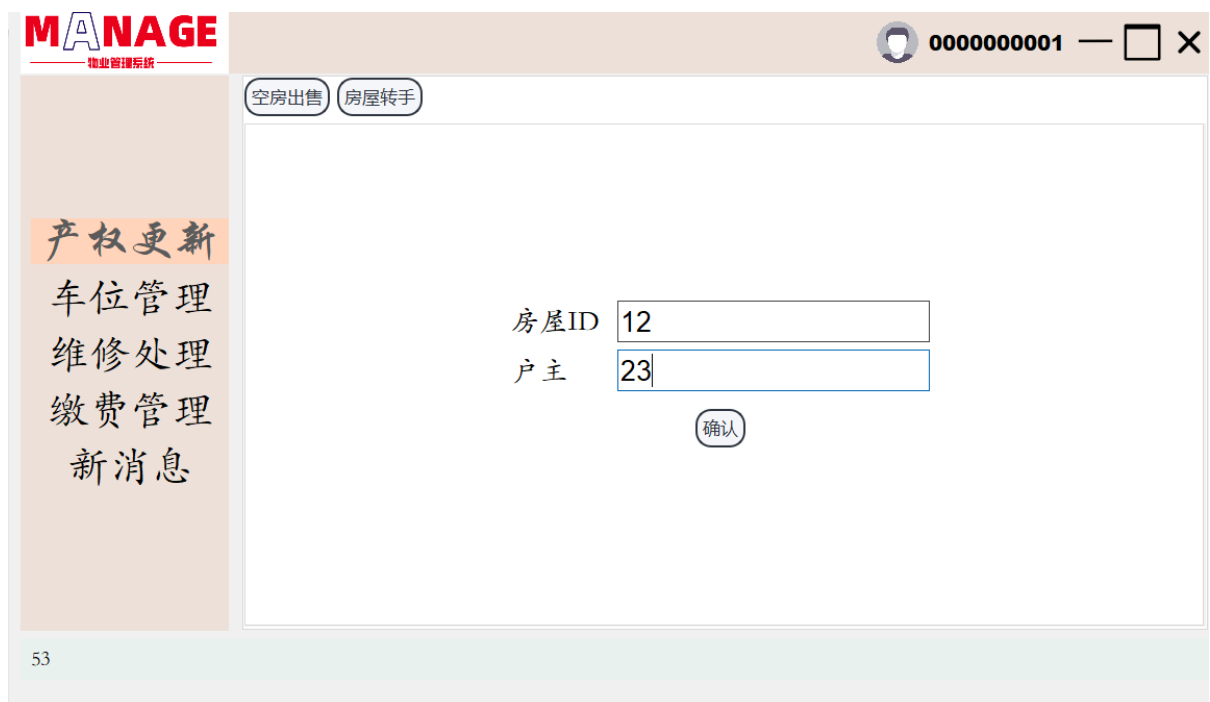 MANAGE
物业管理系统
0000000001
空房出售 房屋转手
产权更新
车位管理
维修处理
缴费管理
新消息
房屋ID 12
户主 23
确认
53